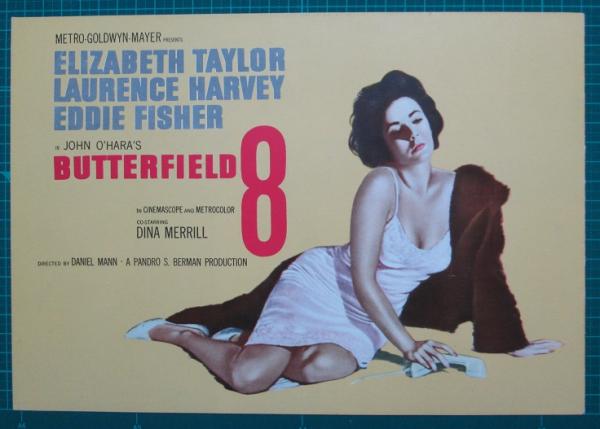 METRO-GOLDWYN-MAYER PRESENTS
ELIZABETH TAYLOR
LAURENCE HARVEY
EDDIE FISHER
IN JOHN O'HARA'S
BUTTERFIELD 8
IN CINEMASCOPE AND METROCOLOR
CO-STARRING
DINA MERRILL
DIRECTED BY DANIEL MANN · A PANDRO S. BERMAN PRODUCTION